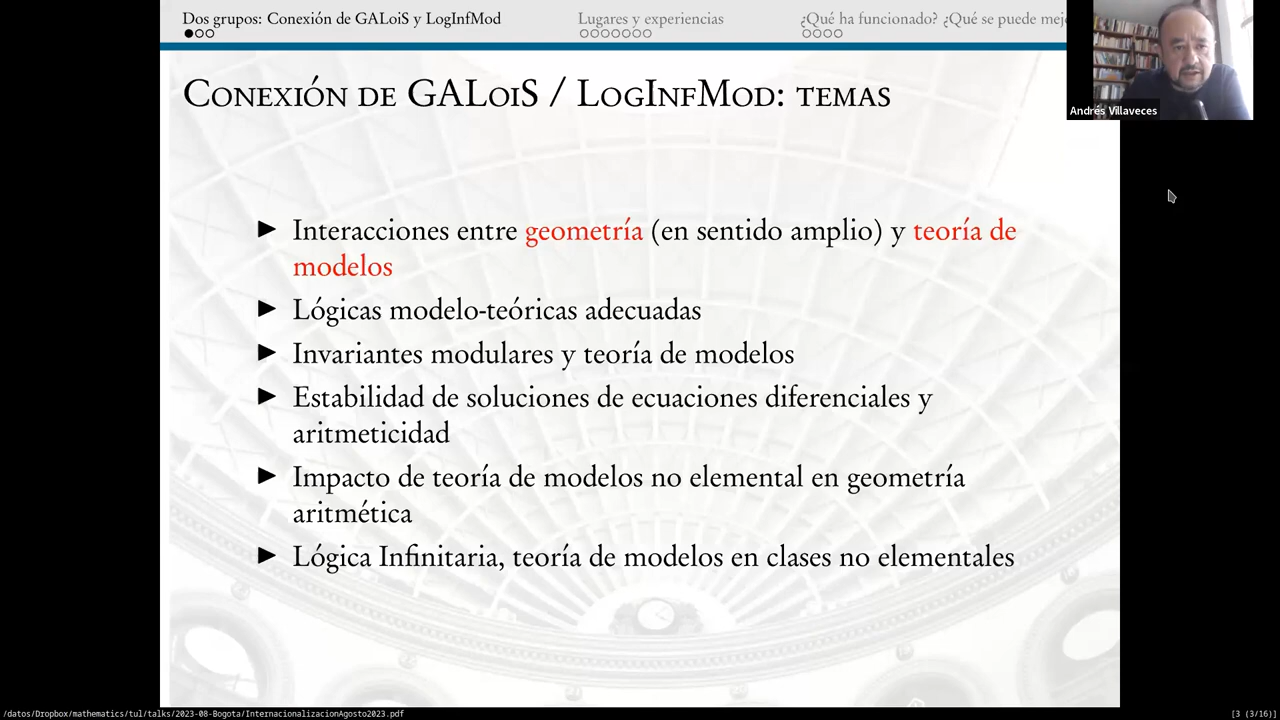 Dos grupos: Conexión de GALoiS y LogInfMod
Lugares y experiencias
¿Qué ha funcionado? ¿Qué se puede mej
Andrés Villaveces
Conexión de GALoiS / LogInfMod: temas
► Interacciones entre geometría (en sentido amplio) y teoría de
modelos
► Lógicas modelo-teóricas adecuadas
► Invariantes modulares y teoría de modelos
► Estabilidad de soluciones de ecuaciones diferenciales y
aritmeticidad
► Impacto de teoría de modelos no elemental en geometría
aritmética
► Lógica Infinitaria, teoría de modelos en clases no elementales
/datos/Dropbox/mathematics/tul/talks/2023-08-Bogota/InternacionalizacionAgosto2023.pdf
[3 (3/16)]